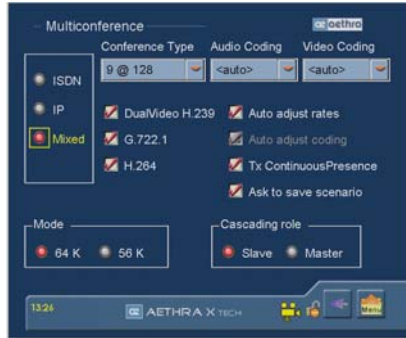 Multiconference
aethra
Conference Type Audio Coding Video Coding
9 @ 128 <auto> <auto>
ISDN
IP
Mixed
DualVideo H.239 Auto adjust rates
G.722.1 Auto adjust coding
H.264 Tx ContinuousPresence
Ask to save scenario
Mode Cascading role
64 K 56 K Slave Master
13:26 AETHRA X TECH Menu